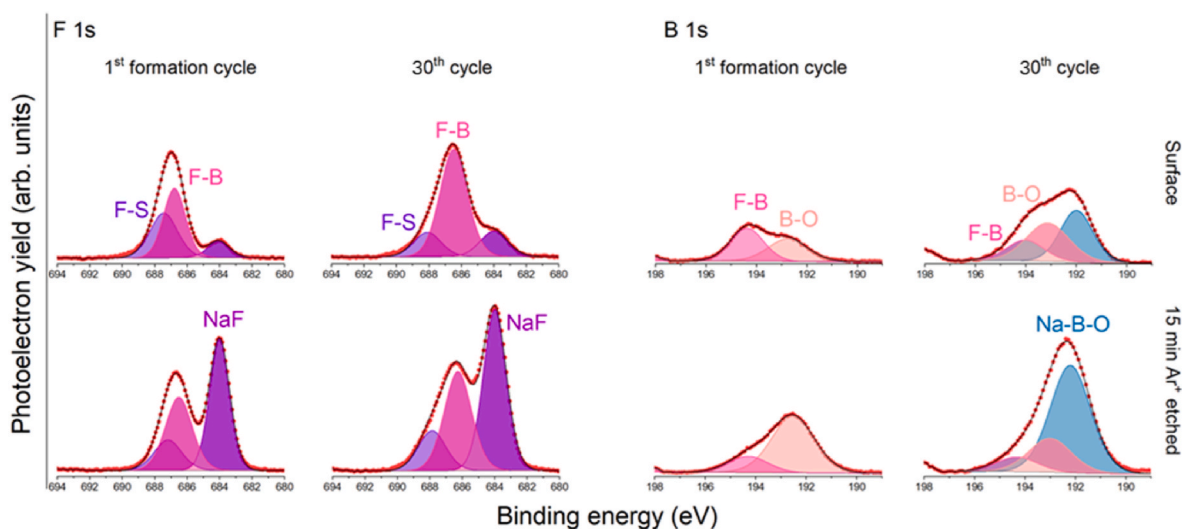 F 1s
B 1s
1st formation cycle
30th cycle
1st formation cycle
30th cycle
Photoelectron yield (arb. units)
F-S
F-B
694 692 690 688 686 684 682 680
F-S
F-B
694 692 690 688 686 684 682 680
F-B
B-O
198 196 194 192 190
F-B
B-O
198 196 194 192 190
Surface
NaF
694 692 690 688 686 684 682 680
NaF
694 692 690 688 686 684 682 680
198 196 194 192 190
Na-B-O
198 196 194 192 190
15 min Ar+ etched
Binding energy (eV)